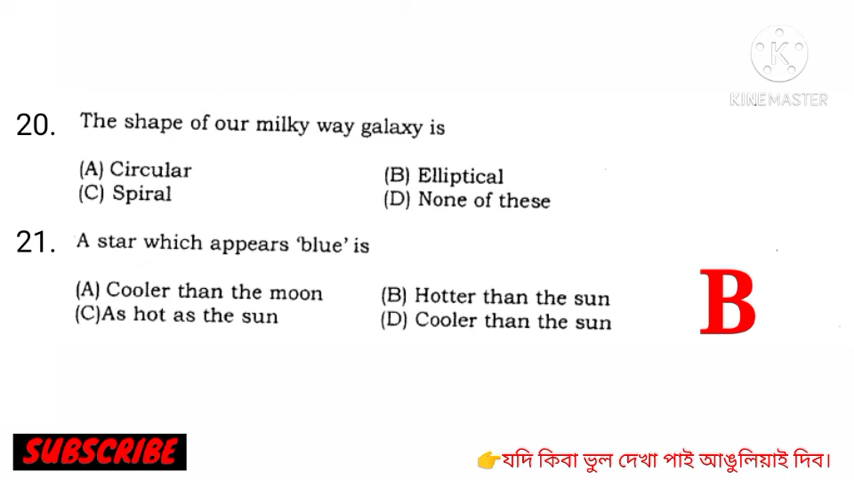 K
KINEMASTER
20. The shape of our milky way galaxy is
(A) Circular (B) Elliptical
(C) Spiral (D) None of these
21. A star which appears ‘blue’ is
(A) Cooler than the moon (B) Hotter than the sun
(C)As hot as the sun (D) Cooler than the sun
B
SUBSCRIBE
👉যদি কিবা ভুল দেখা পাই আঙুলিয়াই দিব।